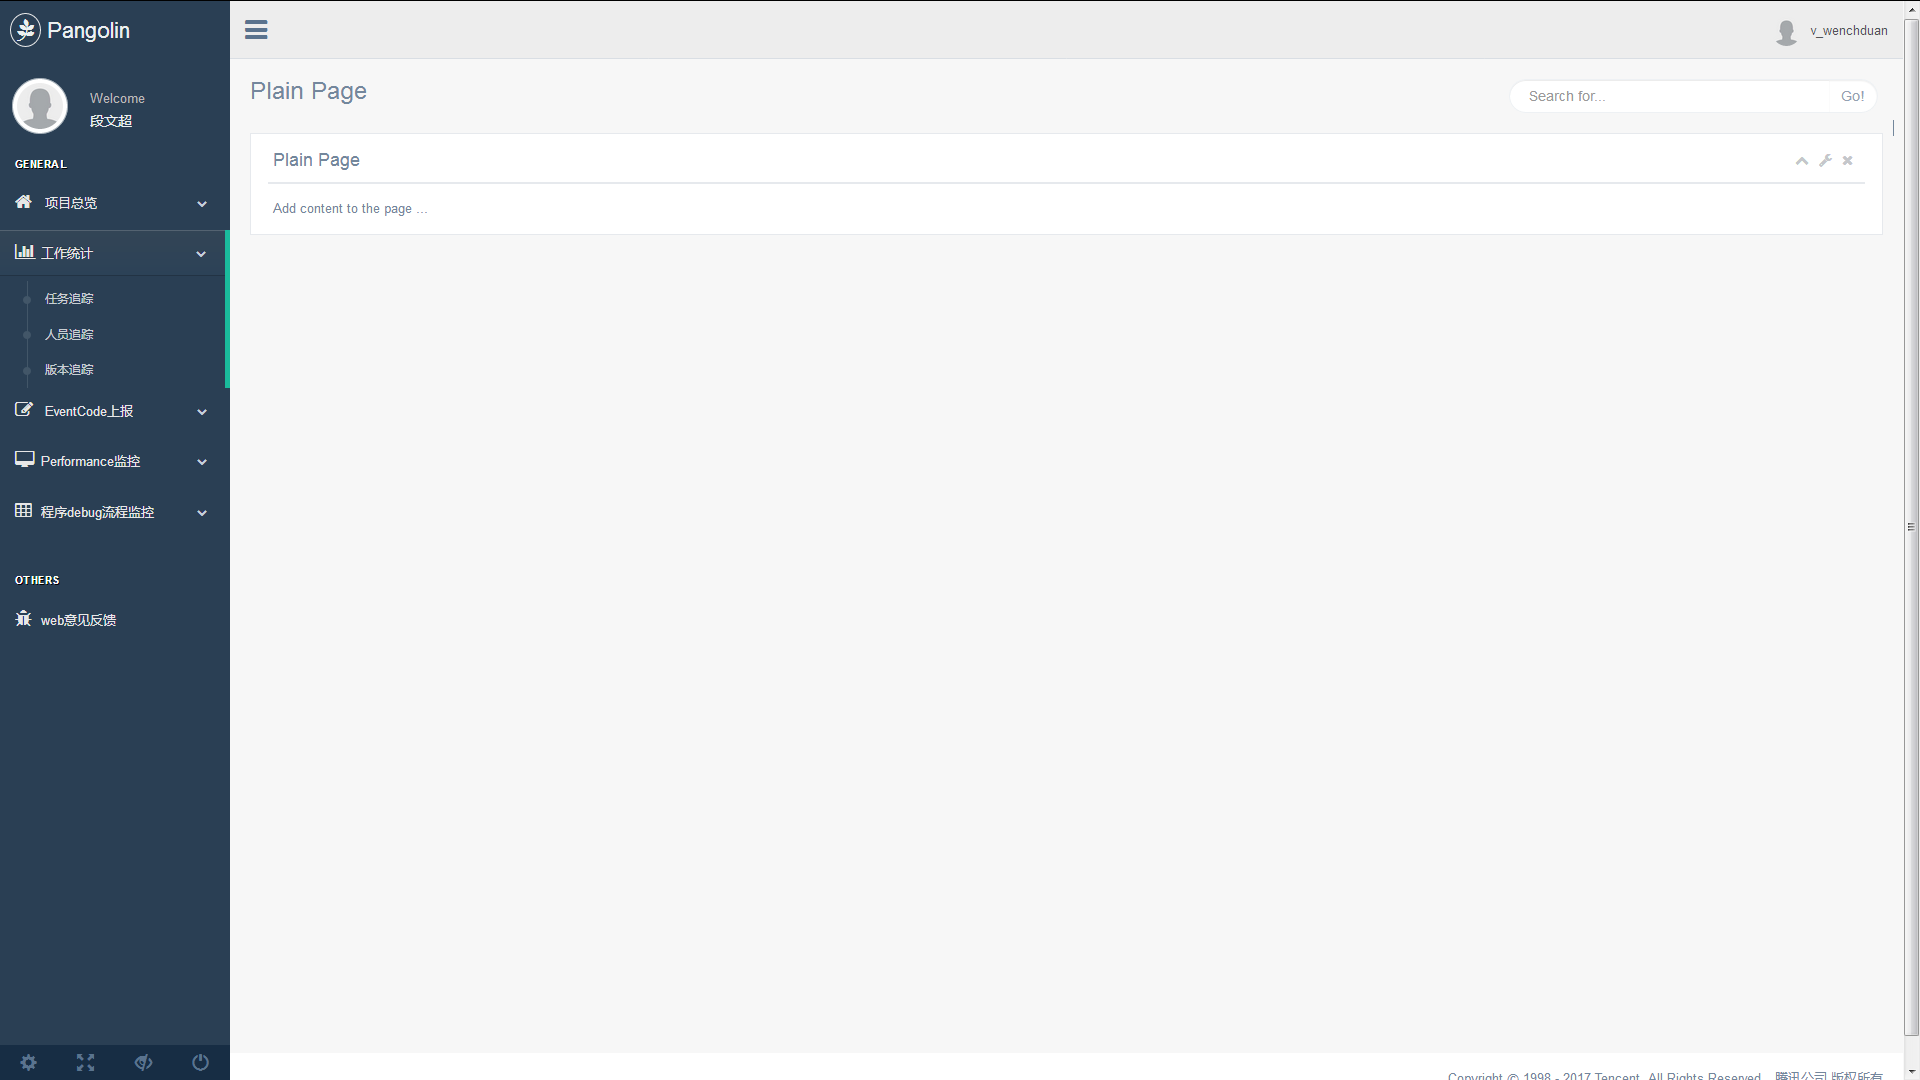 Pangolin
v_wenchduan
Welcome
段文超
Plain Page
Search for...
Go!
Plain Page
Add content to the page ...
GENERAL
项目总览
工作统计
任务追踪
人员追踪
版本追踪
EventCode上报
Performance监控
程序debug流程监控
OTHERS
web意见反馈
Copyright © 1998 - 2017 Tencent. All Rights Reserved. 腾讯公司 版权所有